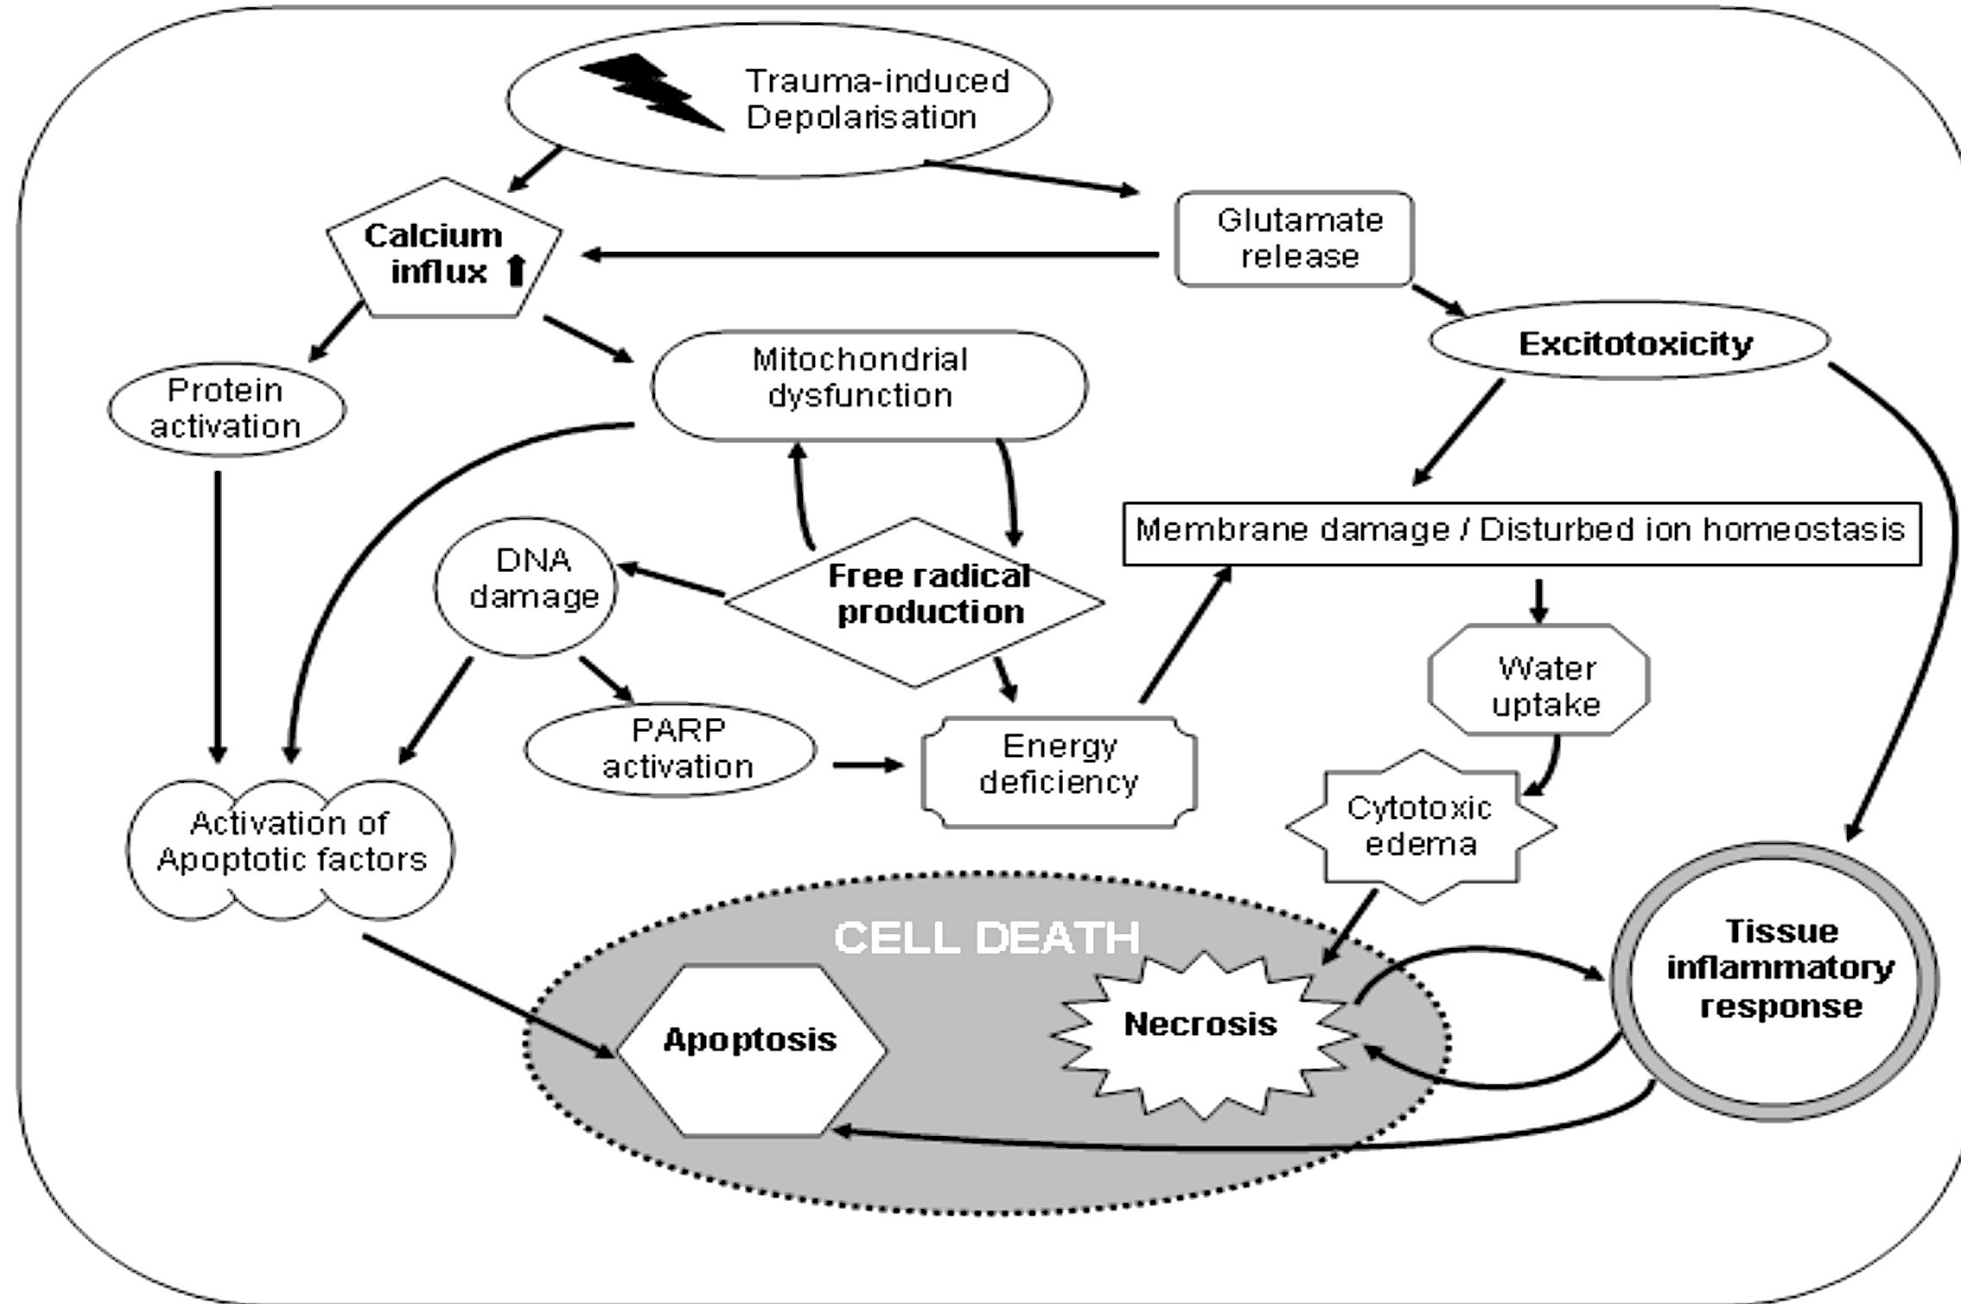 Trauma-induced
Depolarisation
Calcium
influx
Glutamate
release
Excitotoxicity
Mitochondrial
dysfunction
Protein
activation
Membrane damage / Disturbed ion homeostasis
DNA
damage
Free radical
production
Water
uptake
PARP
activation
Energy
deficiency
Cytotoxic
edema
Activation of
Apoptotic factors
CELL DEATH
Tissue
inflammatory
response
Apoptosis
Necrosis